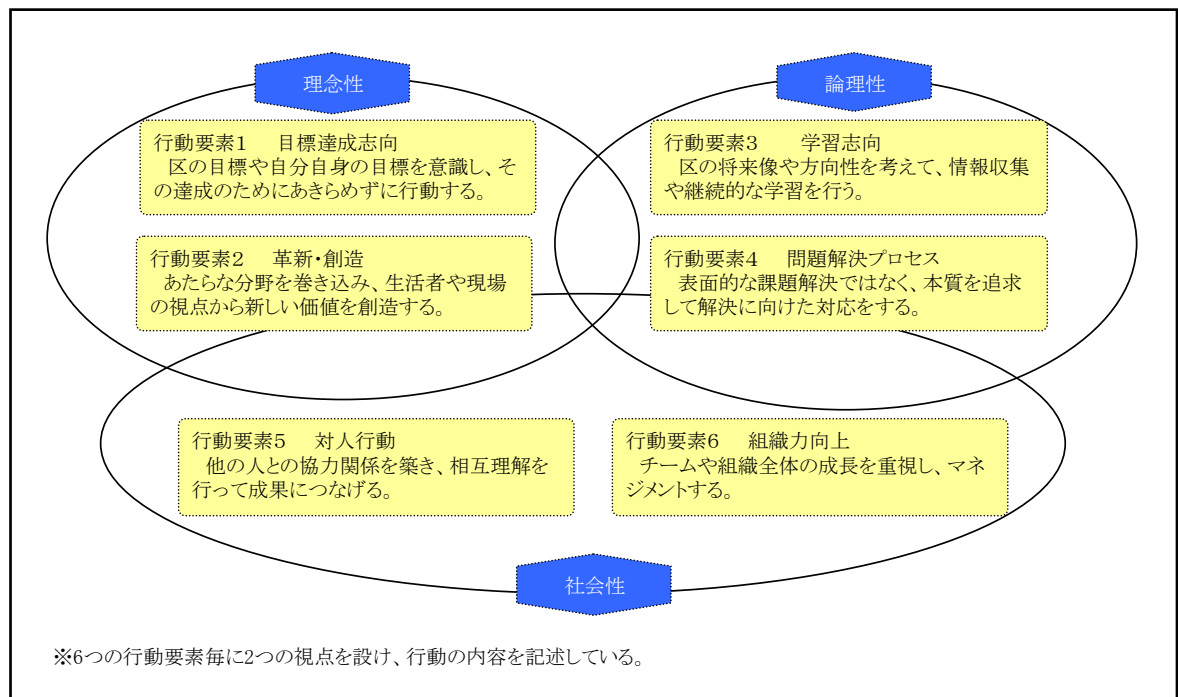 理念性
論理性
行動要素1　目標達成志向
区の目標や自分自身の目標を意識し、そ
の達成のためにあきらめずに行動する。
行動要素3　学習志向
区の将来像や方向性を考えて、情報収集
や継続的な学習を行う。
行動要素2　革新・創造
あたらな分野を巻き込み、生活者や現場
の視点から新しい価値を創造する。
行動要素4　問題解決プロセス
表面的な課題解決ではなく、本質を追求
して解決に向けた対応をする。
行動要素5　対人行動
他の人との協力関係を築き、相互理解を
行って成果につなげる。
行動要素6　組織力向上
チームや組織全体の成長を重視し、マネ
ジメントする。
社会性
※6つの行動要素毎に2つの視点を設け、行動の内容を記述している。